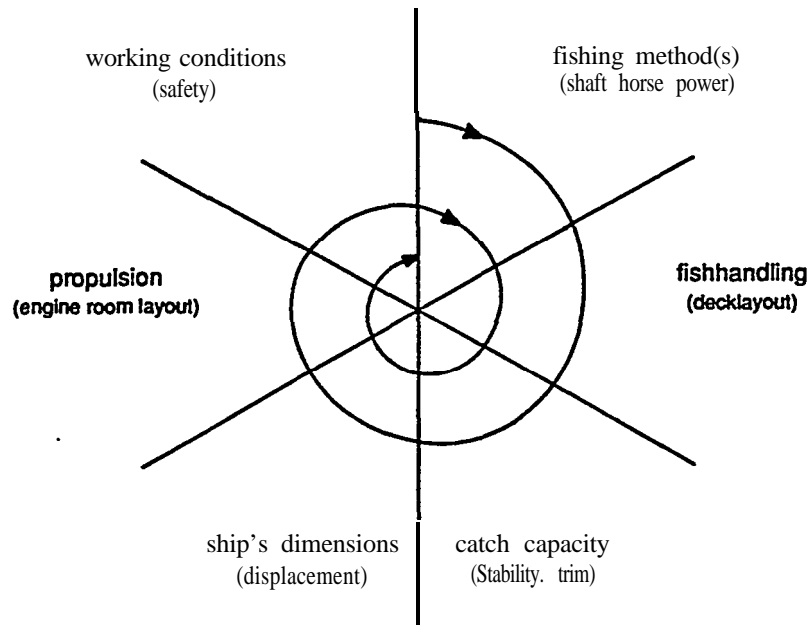 working conditions
(safety)
fishing method(s)
(shaft horse power)
propulsion
(engine room layout)
fishhandling
(decklayout)
ship's dimensions
(displacement)
catch capacity
(Stability. trim)